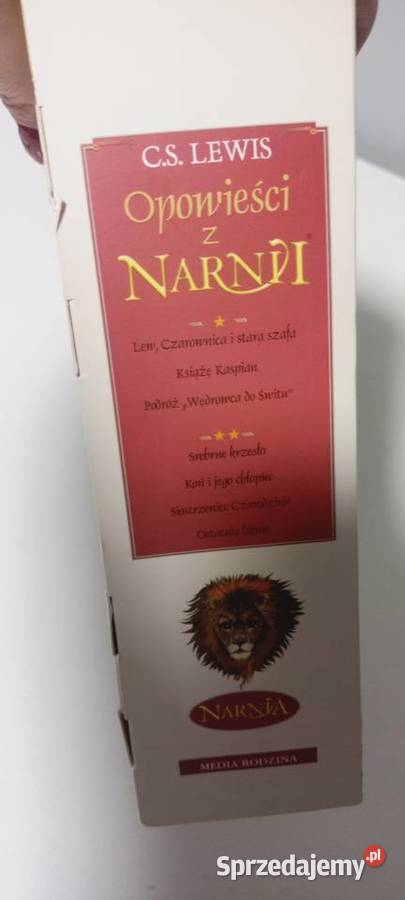 C.S. LEWIS
Opowieści
z
NARNII
Lew, Czarownica i stara szafa
Książę Kaspian
Podróż „Wędrowca do Świtu"
Srebrne krzesło
Koń i jego chłopiec
Siostrzeniec Czarodzieja
Ostatnia bitwa
NARNIA
MEDIA RODZINA
Sprzedajemy.pl